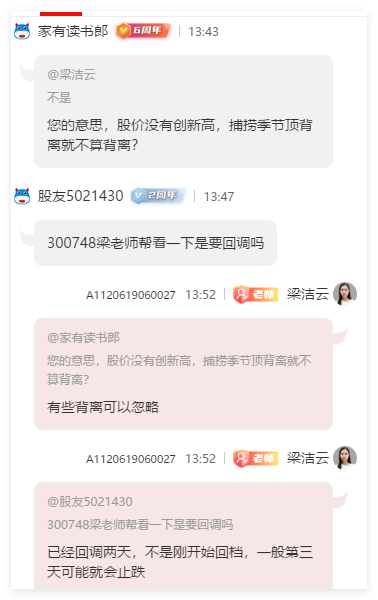 家有读书郎 6周年 13:43
@梁洁云
不是
您的意思，股价没有创新高，捕捞季节顶背
离就不算背离？
股友5021430 2周年 13:47
300748梁老师帮看一下是要回调吗
A1120619060027 13:52 老师 梁洁云
@家有读书郎
您的意思，股价没有创新高，捕捞季节顶背离就不
算背离？
有些背离可以忽略
A1120619060027 13:52 老师 梁洁云
@股友5021430
300748梁老师帮看一下是要回调吗
已经回调两天，不是刚开始回档，一般第三
天可能就会止跌